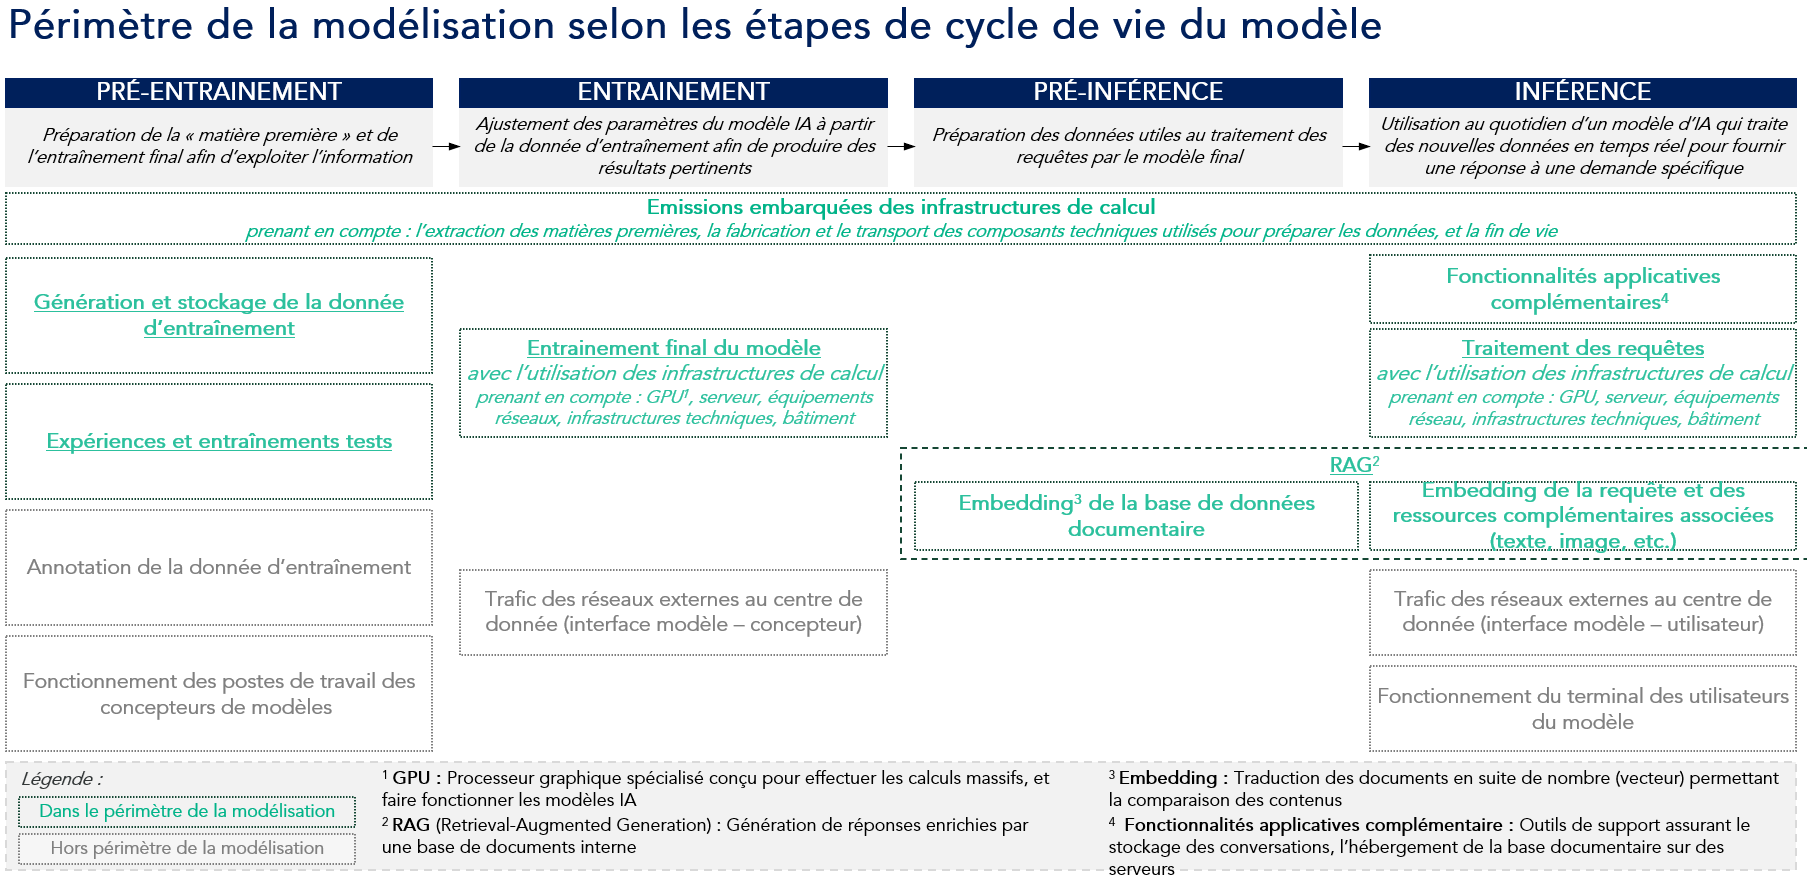 Périmètre de la modélisation selon les étapes de cycle de vie du modèle
PRÉ-ENTRAINEMENT
Préparation de la « matière première » et de
l’entraînement final afin d’exploiter l’information
ENTRAINEMENT
Ajustement des paramètres du modèle IA à partir
de la donnée d’entraînement afin de produire des
résultats pertinents
PRÉ-INFÉRENCE
Préparation des données utiles au traitement des
requêtes par le modèle final
INFÉRENCE
Utilisation au quotidien d’un modèle d’IA qui traite
des nouvelles données en temps réel pour fournir
une réponse à une demande spécifique
Emissions embarquées des infrastructures de calcul
prenant en compte : l’extraction des matières premières, la fabrication et le transport des composants techniques utilisés pour préparer les données, et la fin de vie
Génération et stockage de la donnée
d’entraînement
Expériences et entraînements tests
Annotation de la donnée d’entraînement
Fonctionnement des postes de travail des
concepteurs de modèles
Entrainement final du modèle
avec l’utilisation des infrastructures de calcul
prenant en compte : GPU¹, serveur, équipements
réseaux, infrastructures techniques, bâtiment
Trafic des réseaux externes au centre de
donnée (interface modèle – concepteur)
Fonctionnalités applicatives
complémentaires⁴
Traitement des requêtes
avec l’utilisation des infrastructures de calcul
prenant en compte : GPU, serveur, équipements
réseau, infrastructures techniques, bâtiment
RAG²
Embedding³ de la base de données
documentaire
Embedding de la requête et des
ressources complémentaires associées
(texte, image, etc.)
Trafic des réseaux externes au centre de
donnée (interface modèle – utilisateur)
Fonctionnement du terminal des utilisateurs
du modèle
Légende :
Dans le périmètre de la modélisation
Hors périmètre de la modélisation
¹ GPU : Processeur graphique spécialisé conçu pour effectuer les calculs massifs, et
faire fonctionner les modèles IA
² RAG (Retrieval-Augmented Generation) : Génération de réponses enrichies par
une base de documents interne
³ Embedding : Traduction des documents en suite de nombre (vecteur) permettant
la comparaison des contenus
⁴ Fonctionnalités applicatives complémentaire : Outils de support assurant le
stockage des conversations, l’hébergement de la base documentaire sur des
serveurs